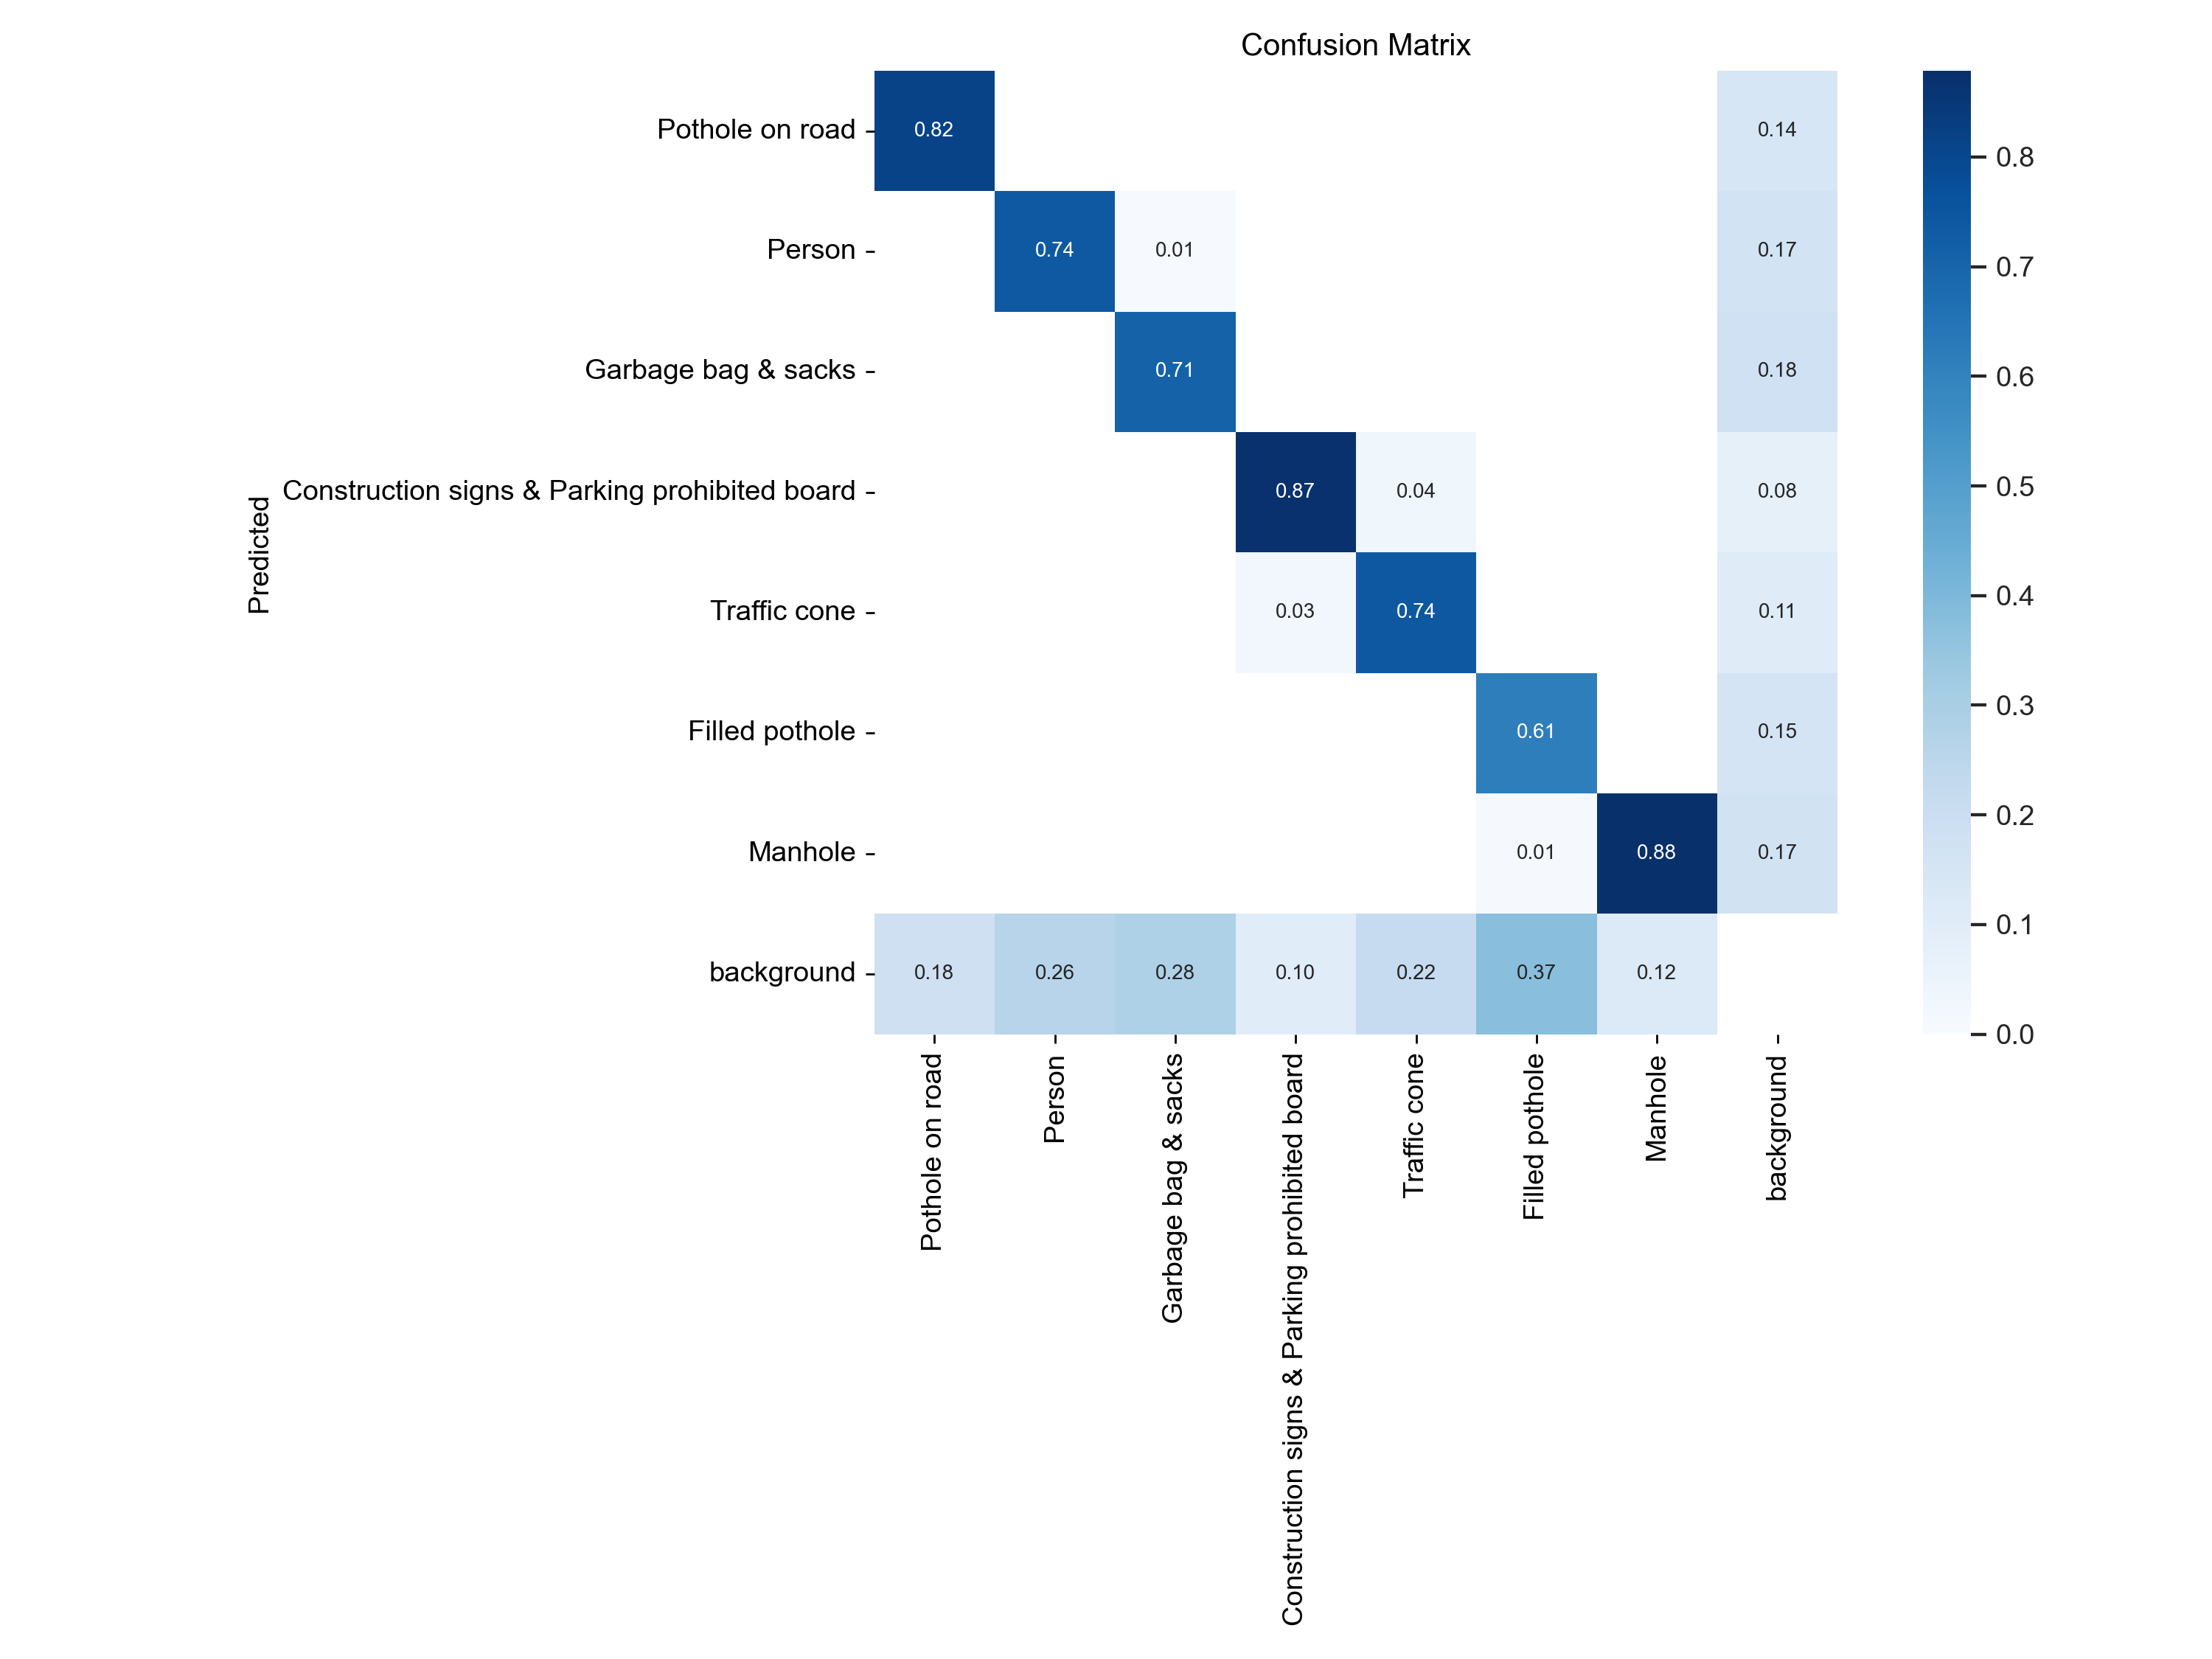 Confusion Matrix
Pothole on road 0.82 0.14 0.8
Person 0.74 0.01 0.17 0.7
Garbage bag & sacks 0.71 0.18 0.6
Predicted
Construction signs & Parking prohibited board 0.87 0.04 0.08 0.5
Traffic cone 0.03 0.74 0.11 0.4
Filled pothole 0.61 0.15 0.3
Manhole 0.01 0.88 0.17 0.2
background 0.18 0.26 0.28 0.10 0.22 0.37 0.12 0.1
0.0
Pothole on road
Person
Garbage bag & sacks
Construction signs & Parking prohibited board
Traffic cone
Filled pothole
Manhole
background